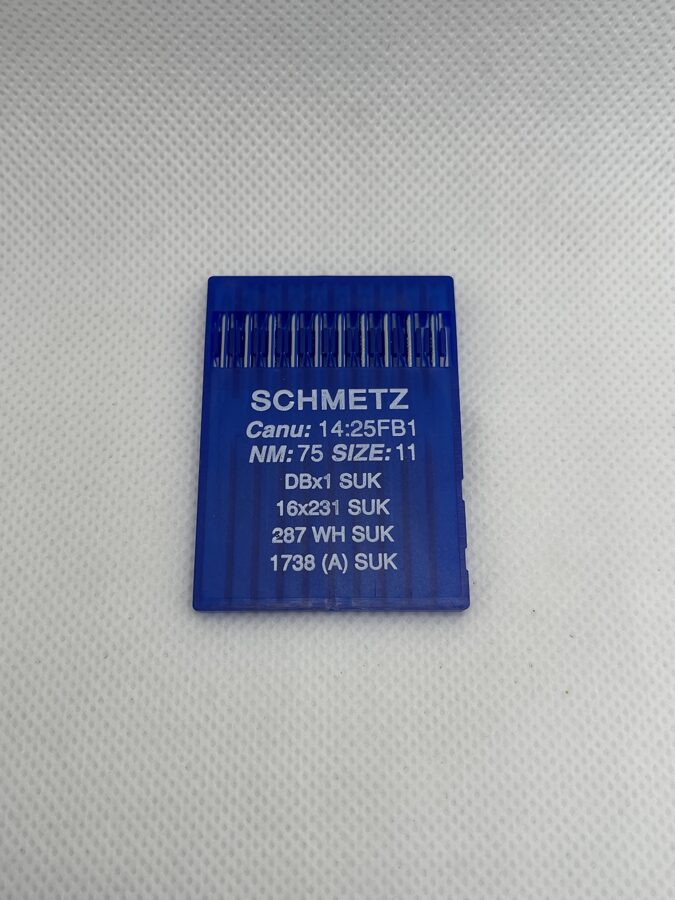 SCHMETZ
Canu: 14:25FB1
NM: 75 SIZE: 11
DBx1 SUK
16x231 SUK
287 WH SUK
1738 (A) SUK